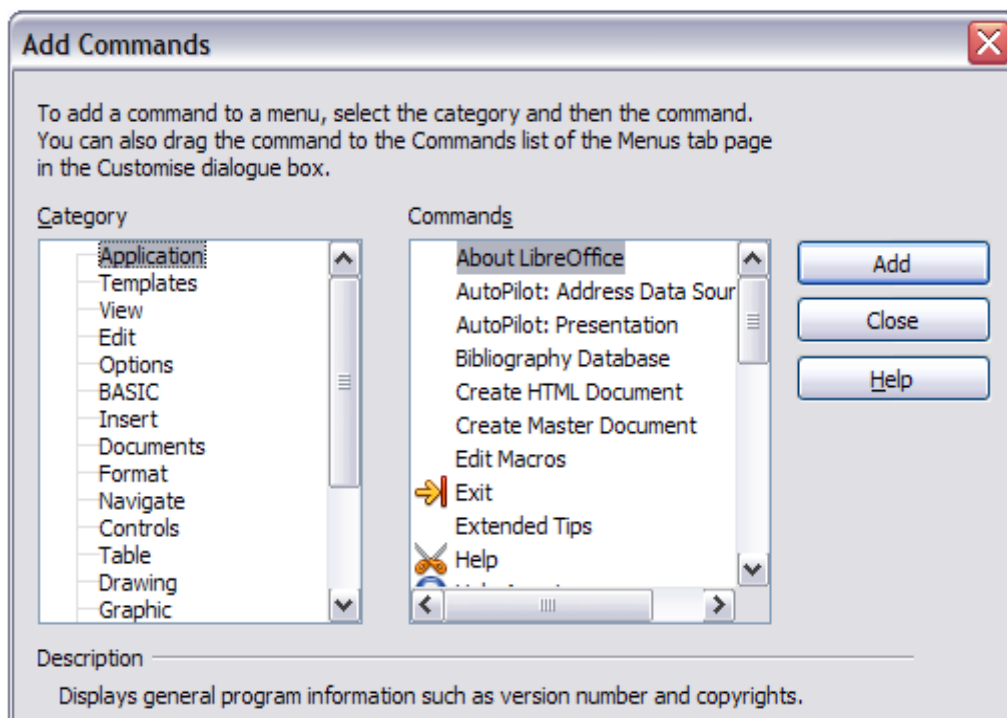 Add Commands
To add a command to a menu, select the category and then the command.
You can also drag the command to the Commands list of the Menus tab page
in the Customise dialogue box.
Category
Application
Templates
View
Edit
Options
BASIC
Insert
Documents
Format
Navigate
Controls
Table
Drawing
Graphic
Commands
About LibreOffice
AutoPilot: Address Data Sour
AutoPilot: Presentation
Bibliography Database
Create HTML Document
Create Master Document
Edit Macros
Exit
Extended Tips
Help
Add
Close
Help
Description
Displays general program information such as version number and copyrights.